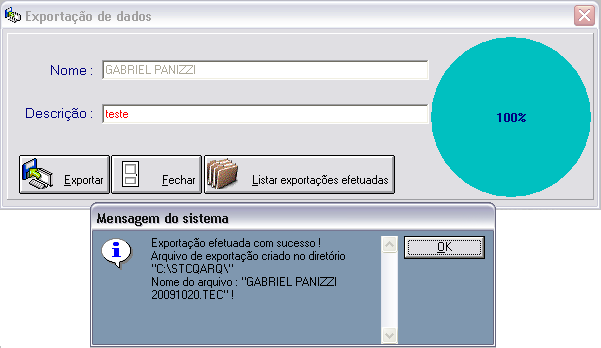 Exportação de dados
Nome : GABRIEL PANIZZI
Descrição : teste
100%
Exportar Fechar Listar exportações efetuadas
Mensagem do sistema
Exportação efetuada com sucesso !
Arquivo de exportação criado no diretório
"C:\STCQARQ\"
Nome do arquivo : "GABRIEL PANIZZI
20091020.TEC" !
OK